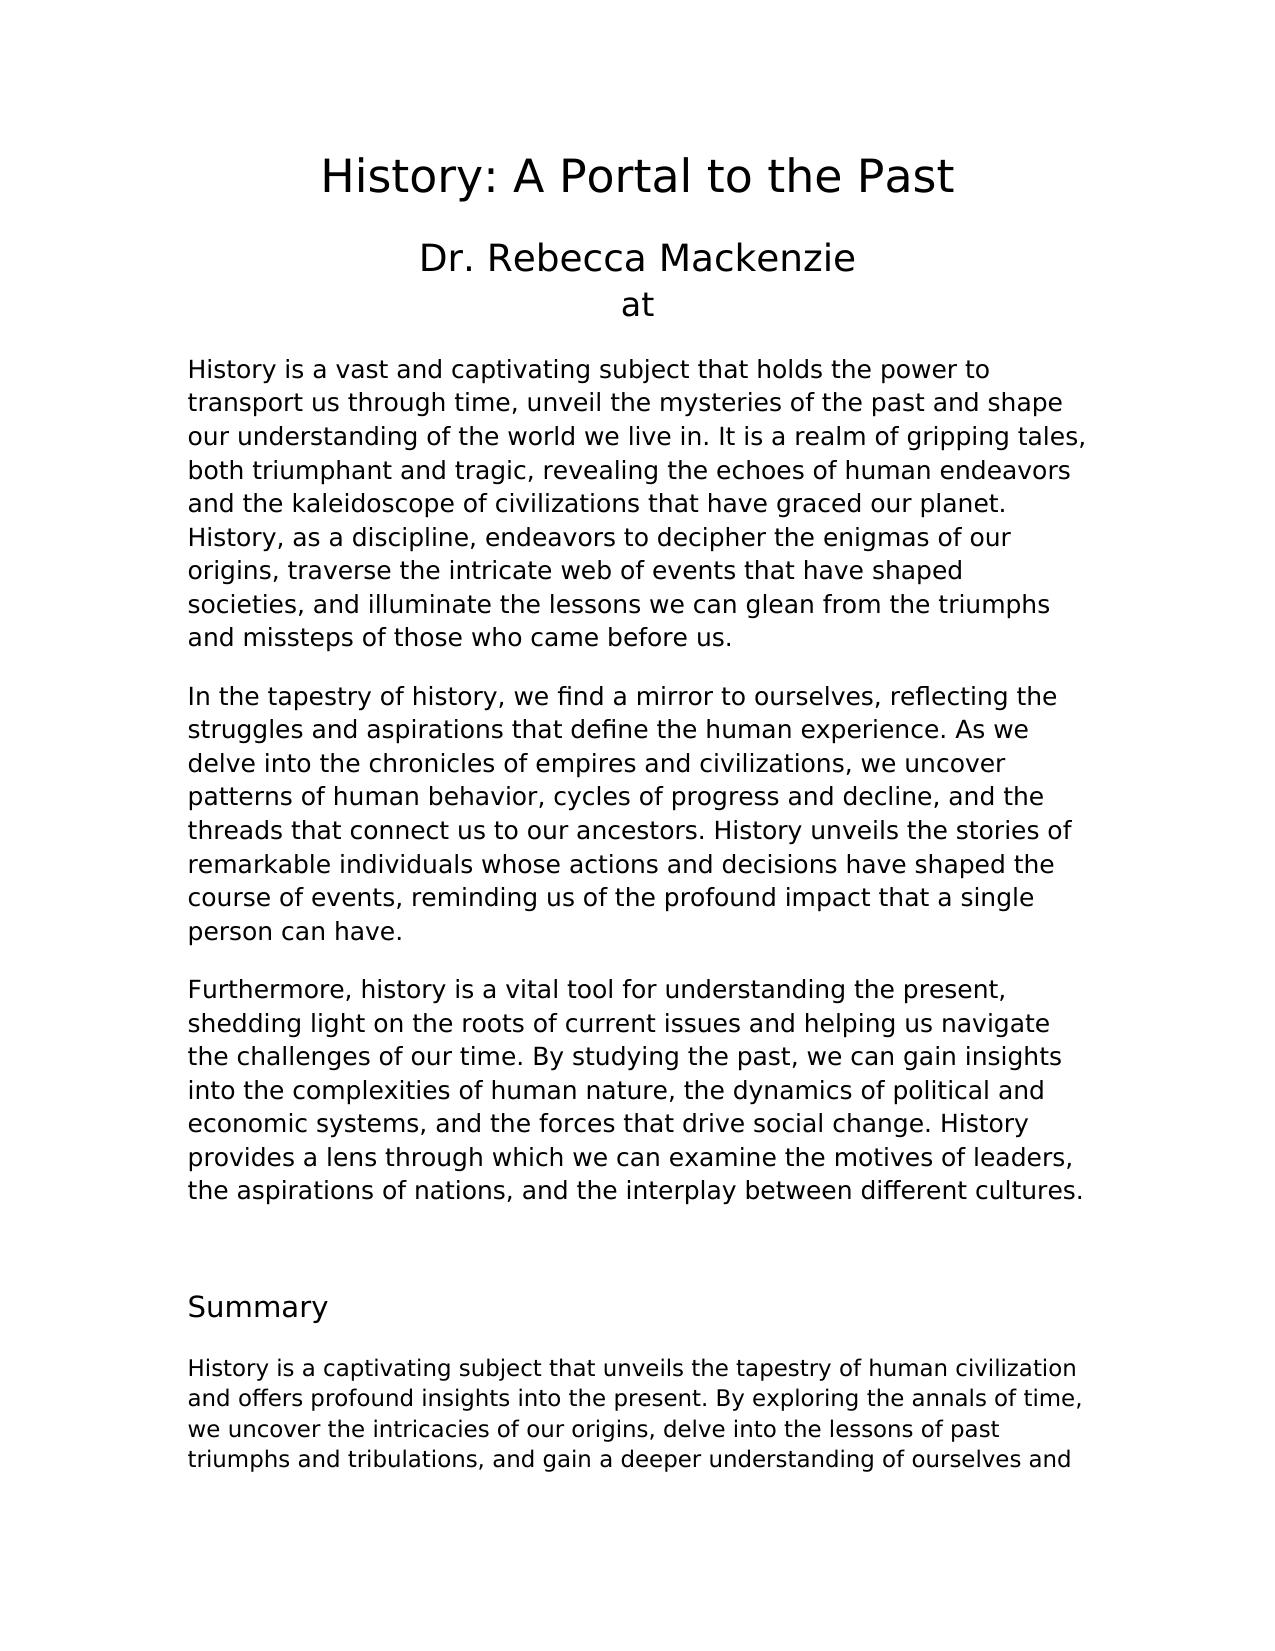 History: A Portal to the Past
Dr. Rebecca Mackenzie
at
History is a vast and captivating subject that holds the power to
transport us through time, unveil the mysteries of the past and shape
our understanding of the world we live in. It is a realm of gripping tales,
both triumphant and tragic, revealing the echoes of human endeavors
and the kaleidoscope of civilizations that have graced our planet.
History, as a discipline, endeavors to decipher the enigmas of our
origins, traverse the intricate web of events that have shaped
societies, and illuminate the lessons we can glean from the triumphs
and missteps of those who came before us.
In the tapestry of history, we find a mirror to ourselves, reflecting the
struggles and aspirations that define the human experience. As we
delve into the chronicles of empires and civilizations, we uncover
patterns of human behavior, cycles of progress and decline, and the
threads that connect us to our ancestors. History unveils the stories of
remarkable individuals whose actions and decisions have shaped the
course of events, reminding us of the profound impact that a single
person can have.
Furthermore, history is a vital tool for understanding the present,
shedding light on the roots of current issues and helping us navigate
the challenges of our time. By studying the past, we can gain insights
into the complexities of human nature, the dynamics of political and
economic systems, and the forces that drive social change. History
provides a lens through which we can examine the motives of leaders,
the aspirations of nations, and the interplay between different cultures.
Summary
History is a captivating subject that unveils the tapestry of human civilization
and offers profound insights into the present. By exploring the annals of time,
we uncover the intricacies of our origins, delve into the lessons of past
triumphs and tribulations, and gain a deeper understanding of ourselves and